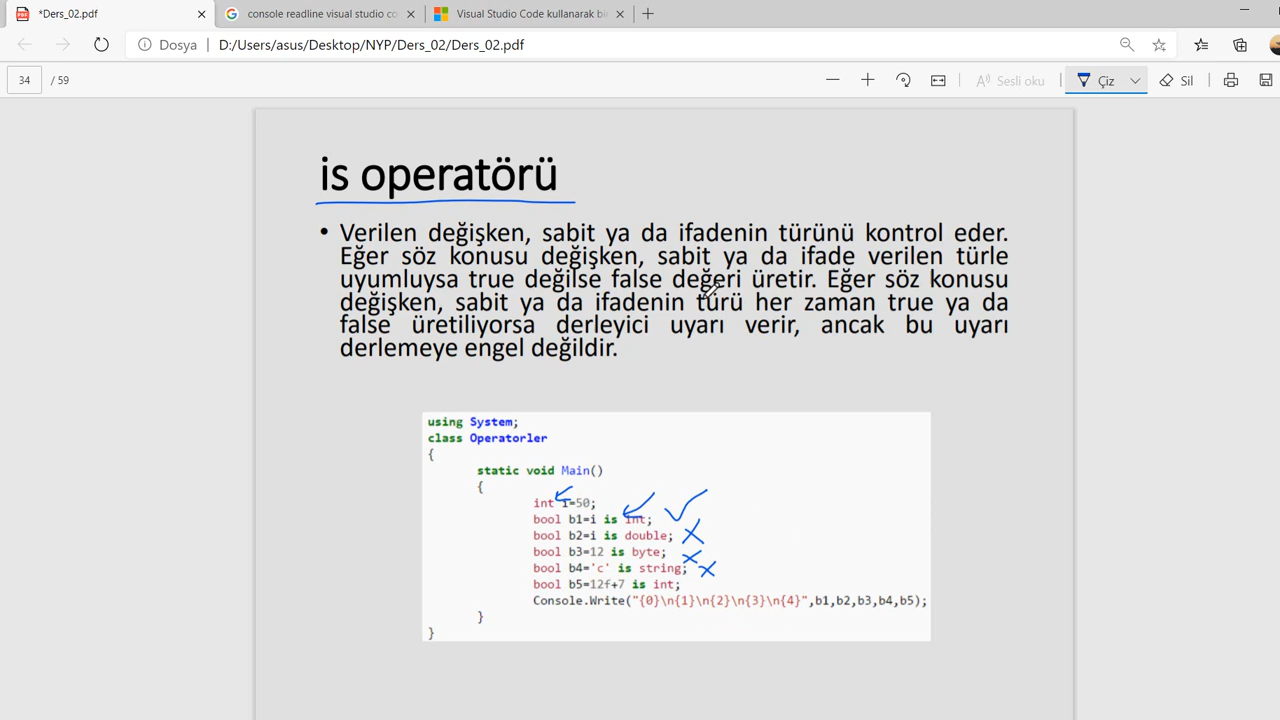 *Ders_02.pdf
console readline visual studio co
Visual Studio Code kullanarak bi
Dosya
D:/Users/asus/Desktop/NYP/Ders_02/Ders_02.pdf
34 / 59
Sesli oku
Çiz
Sil
is operatörü
• Verilen değişken, sabit ya da ifadenin türünü kontrol eder.
Eğer söz konusu değişken, sabit ya da ifade verilen türle
uyumluysa true değilse false değeri üretir. Eğer söz konusu
değişken, sabit ya da ifadenin türü her zaman true ya da
false üretiliyorsa derleyici uyarı verir, ancak bu uyarı
derlemeye engel değildir.
using System;
class Operatorler
{
static void Main()
{
int i=50;
bool b1=i is int;
bool b2=i is double;
bool b3=12 is byte;
bool b4='c' is string;
bool b5=12f+7 is int;
Console.Write("{0}\n{1}\n{2}\n{3}\n{4}",b1,b2,b3,b4,b5);
}
}